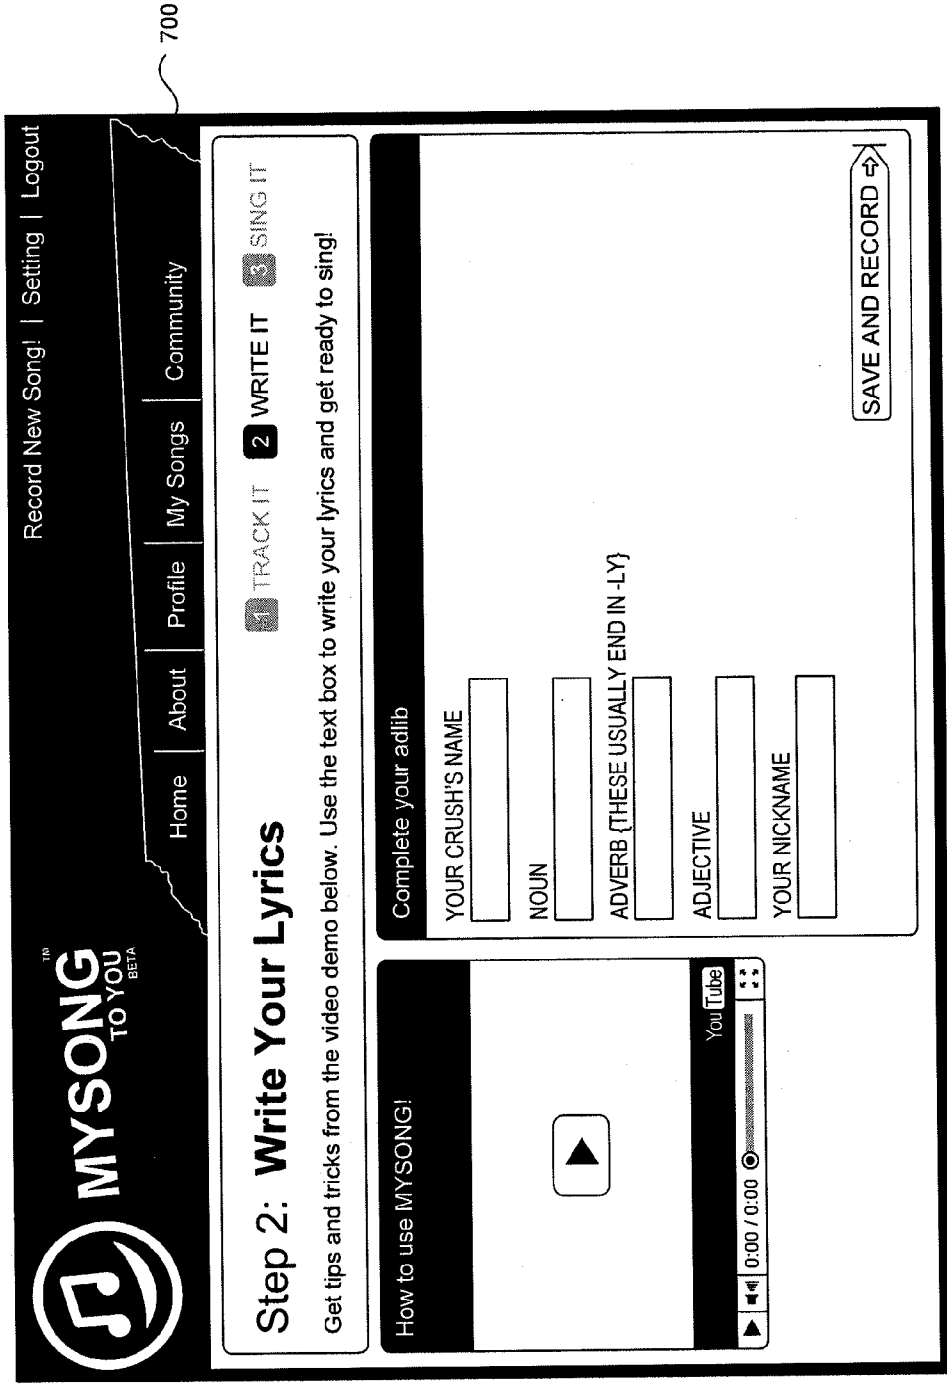 700
Record New Song! | Setting | Logout
MYSONG™
TO YOU
BETA
Home | About | Profile | My Songs | Community
Step 2: Write Your Lyrics
1 TRACK IT 2 WRITE IT 3 SING IT
Get tips and tricks from the video demo below. Use the text box to write your lyrics and get ready to sing!
How to use MYSONG!
YouTube
0:00 / 0:00
Complete your adlib
YOUR CRUSH'S NAME
NOUN
ADVERB {THESE USUALLY END IN -LY}
ADJECTIVE
YOUR NICKNAME
SAVE AND RECORD